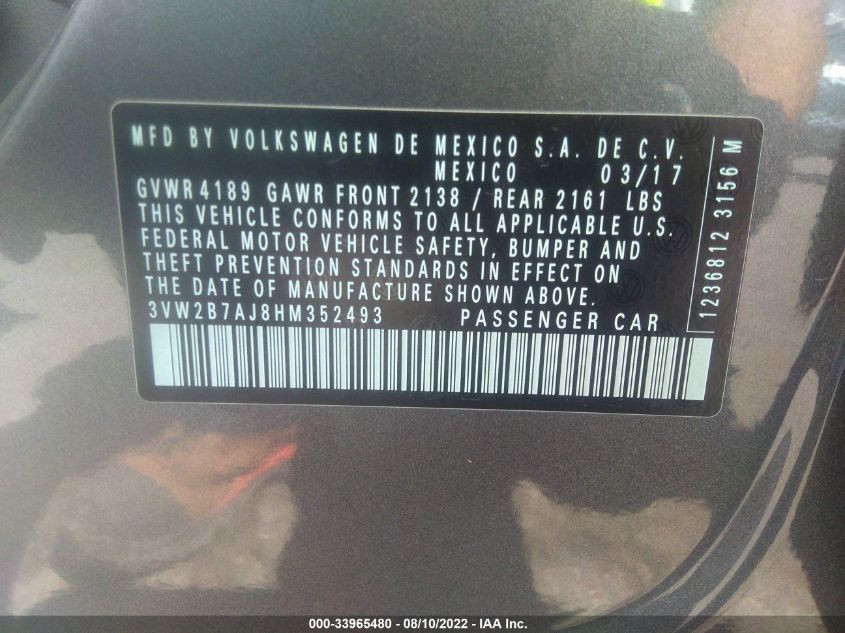 MFD BY VOLKSWAGEN DE MEXICO S.A. DE C.V.
MEXICO 03/17
GVWR 4189 GAWR FRONT 2138 / REAR 2161 LBS
THIS VEHICLE CONFORMS TO ALL APPLICABLE U.S.
FEDERAL MOTOR VEHICLE SAFETY, BUMPER AND
THEFT PREVENTION STANDARDS IN EFFECT ON
THE DATE OF MANUFACTURE SHOWN ABOVE.
3VW2B7AJ8HM352493 PASSENGER CAR
1236812 3156 M
000-33965480 - 08/10/2022 - IAA Inc.